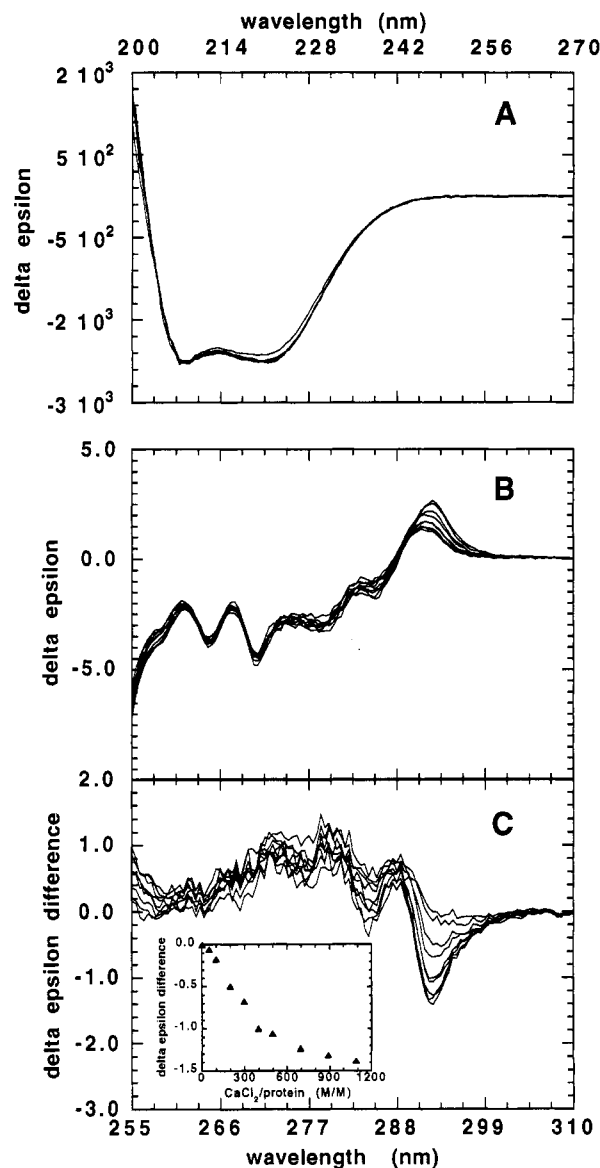 wavelength (nm)
200 214 228 242 256 270
2 10³
5 10²
-5 10²
-2 10³
-3 10³
delta epsilon
A
5.0
0.0
-5.0
delta epsilon
B
2.0
1.0
0.0
-1.0
-2.0
-3.0
delta epsilon difference
C
0.0
-0.5
-1.0
-1.5
delta epsilon difference
0 300 600 900 1200
CaCl₂/protein (M/M)
255 266 277 288 299 310
wavelength (nm)